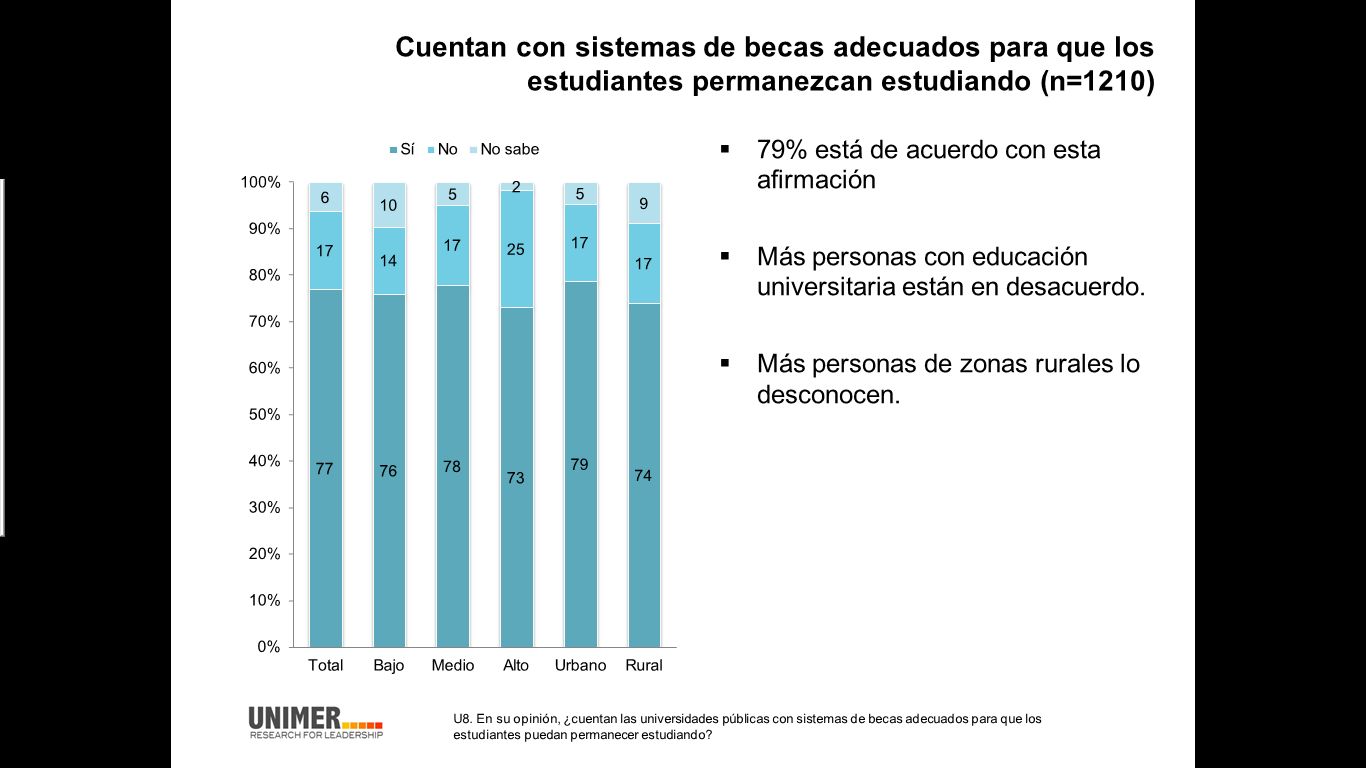 Cuentan con sistemas de becas adecuados para que los
estudiantes permanezcan estudiando (n=1210)
Sí No No sabe
100%
90%
80%
70%
60%
50%
40%
30%
20%
10%
0%
6 10 5 2 5 9
17 14 17 25 17 17
77 76 78 73 79 74
Total Bajo Medio Alto Urbano Rural
▪ 79% está de acuerdo con esta
afirmación
▪ Más personas con educación
universitaria están en desacuerdo.
▪ Más personas de zonas rurales lo
desconocen.
UNIMER
RESEARCH FOR LEADERSHIP
U8. En su opinión, ¿cuentan las universidades públicas con sistemas de becas adecuados para que los
estudiantes puedan permanecer estudiando?